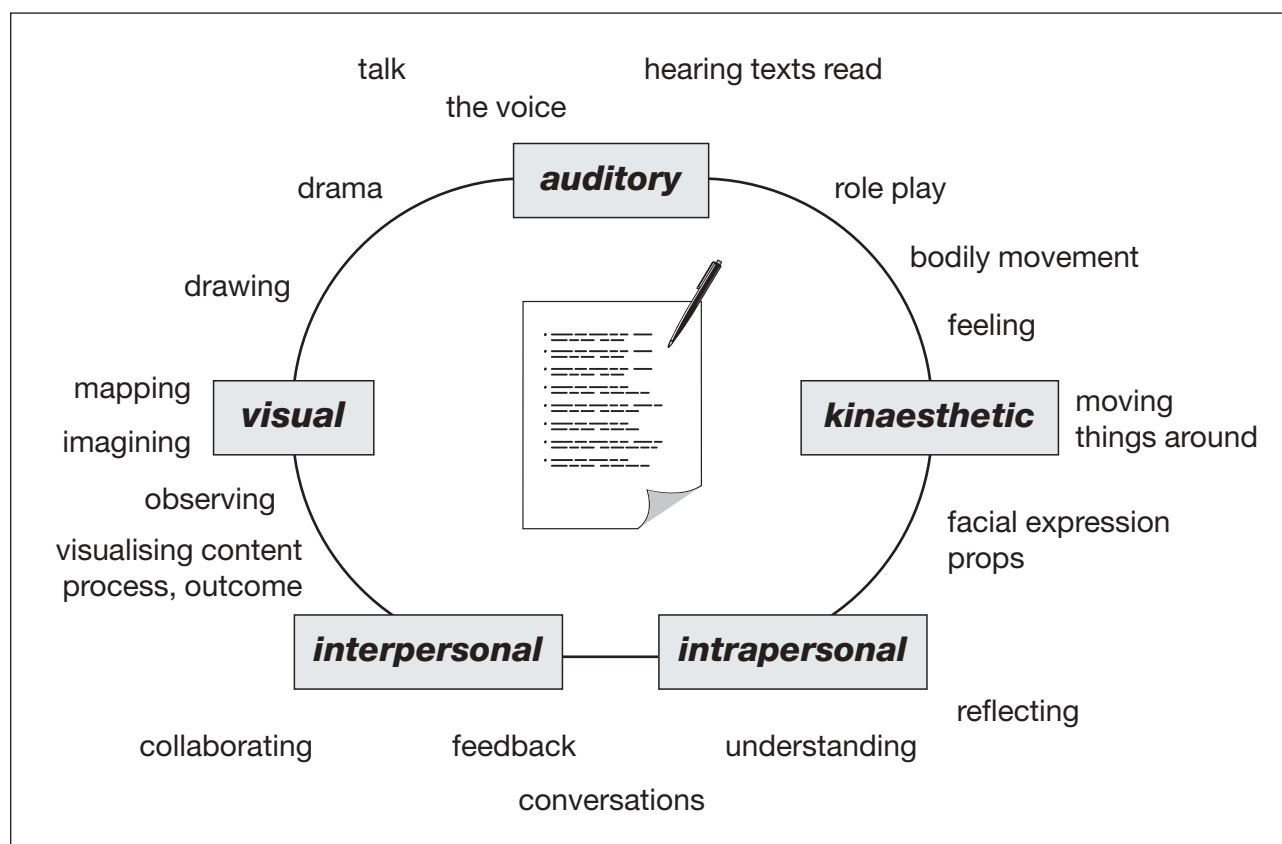 talk
hearing texts read
the voice
auditory
drama
role play
bodily movement
drawing
feeling
mapping
visual
kinaesthetic
moving
things around
imagining
observing
visualising content
process, outcome
facial expression
props
interpersonal
intrapersonal
reflecting
collaborating
feedback
understanding
conversations